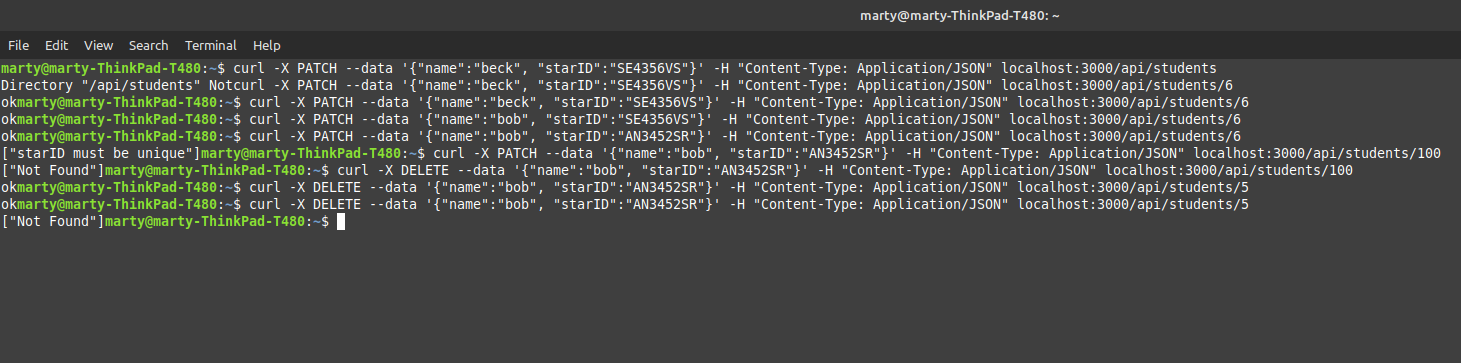 marty@marty-ThinkPad-T480: ~
File Edit View Search Terminal Help
marty@marty-ThinkPad-T480:~$ curl -X PATCH --data '{"name":"beck", "starID":"SE4356VS"}' -H "Content-Type: Application/JSON" localhost:3000/api/students
Directory "/api/students" Notcurl -X PATCH --data '{"name":"beck", "starID":"SE4356VS"}' -H "Content-Type: Application/JSON" localhost:3000/api/students/6
okmarty@marty-ThinkPad-T480:~$ curl -X PATCH --data '{"name":"beck", "starID":"SE4356VS"}' -H "Content-Type: Application/JSON" localhost:3000/api/students/6
okmarty@marty-ThinkPad-T480:~$ curl -X PATCH --data '{"name":"bob", "starID":"SE4356VS"}' -H "Content-Type: Application/JSON" localhost:3000/api/students/6
okmarty@marty-ThinkPad-T480:~$ curl -X PATCH --data '{"name":"bob", "starID":"AN3452SR"}' -H "Content-Type: Application/JSON" localhost:3000/api/students/6
["starID must be unique"]marty@marty-ThinkPad-T480:~$ curl -X PATCH --data '{"name":"bob", "starID":"AN3452SR"}' -H "Content-Type: Application/JSON" localhost:3000/api/students/100
["Not Found"]marty@marty-ThinkPad-T480:~$ curl -X DELETE --data '{"name":"bob", "starID":"AN3452SR"}' -H "Content-Type: Application/JSON" localhost:3000/api/students/100
okmarty@marty-ThinkPad-T480:~$ curl -X DELETE --data '{"name":"bob", "starID":"AN3452SR"}' -H "Content-Type: Application/JSON" localhost:3000/api/students/5
okmarty@marty-ThinkPad-T480:~$ curl -X DELETE --data '{"name":"bob", "starID":"AN3452SR"}' -H "Content-Type: Application/JSON" localhost:3000/api/students/5
["Not Found"]marty@marty-ThinkPad-T480:~$